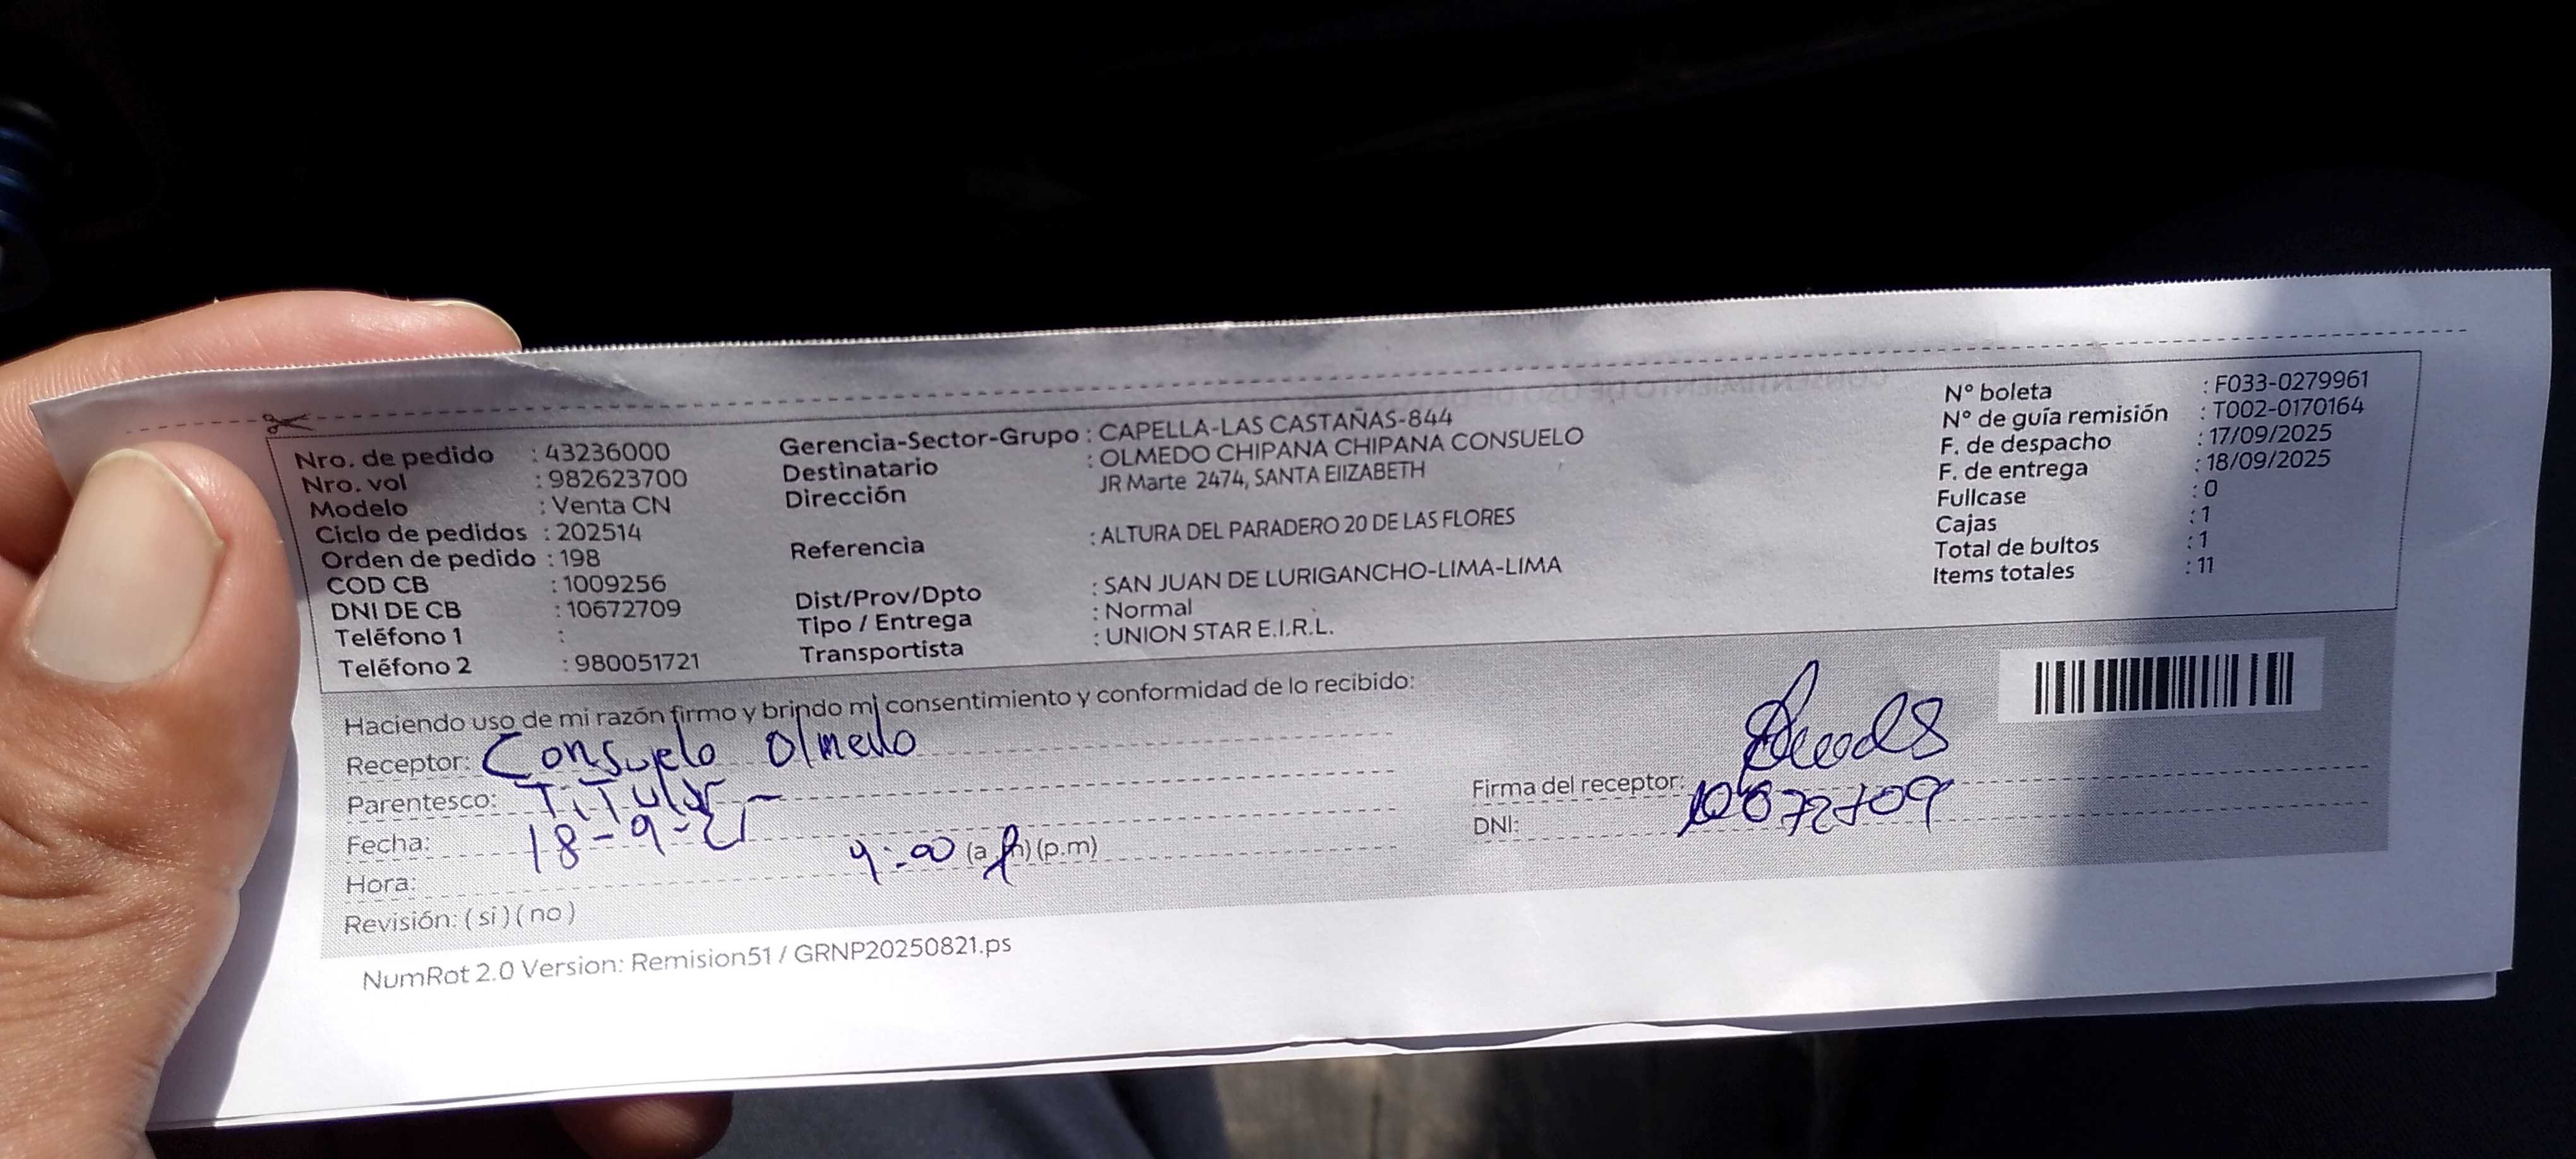 Nro. de pedido : 43236000
Nro. vol : 982623700
Modelo : Venta CN
Ciclo de pedidos : 202514
Orden de pedido : 198
COD CB : 1009256
DNI DE CB : 10672709
Teléfono 1 :
Teléfono 2 : 980051721
Gerencia-Sector-Grupo : CAPELLA-LAS CASTAÑAS-844
Destinatario : OLMEDO CHIPANA CHIPANA CONSUELO
Dirección JR Marte 2474, SANTA EIIZABETH
Referencia : ALTURA DEL PARADERO 20 DE LAS FLORES
Dist/Prov/Dpto : SAN JUAN DE LURIGANCHO-LIMA-LIMA
Tipo / Entrega : Normal
Transportista : UNION STAR E.I.R.L.
N° boleta : F033-0279961
N° de guía remisión : T002-0170164
F. de despacho : 17/09/2025
F. de entrega : 18/09/2025
Fullcase : 0
Cajas : 1
Total de bultos : 1
Items totales : 11
Haciendo uso de mi razón firmo y brindo mi consentimiento y conformidad de lo recibido:
Receptor: Consuelo Olmedo
Parentesco: TiTular
Fecha: 18-9-25
Hora: 9:00 (a.m) (p.m)
Revisión: ( si ) ( no )
Firma del receptor:
DNI: 10672709
NumRot 2.0 Version: Remision51 / GRNP20250821.ps